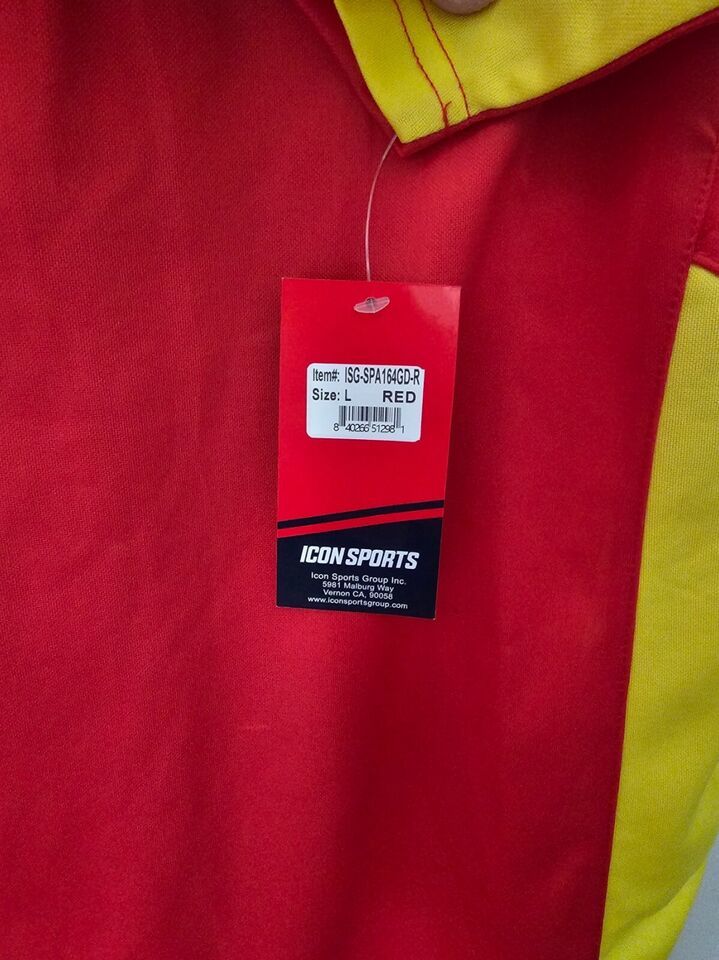 Item#: ISG-SPA164GD-R
Size: L RED
8 40266 51298 1
ICON SPORTS
Icon Sports Group Inc.
5981 Malburg Way
Vernon CA, 90058
www.iconsportsgroup.com